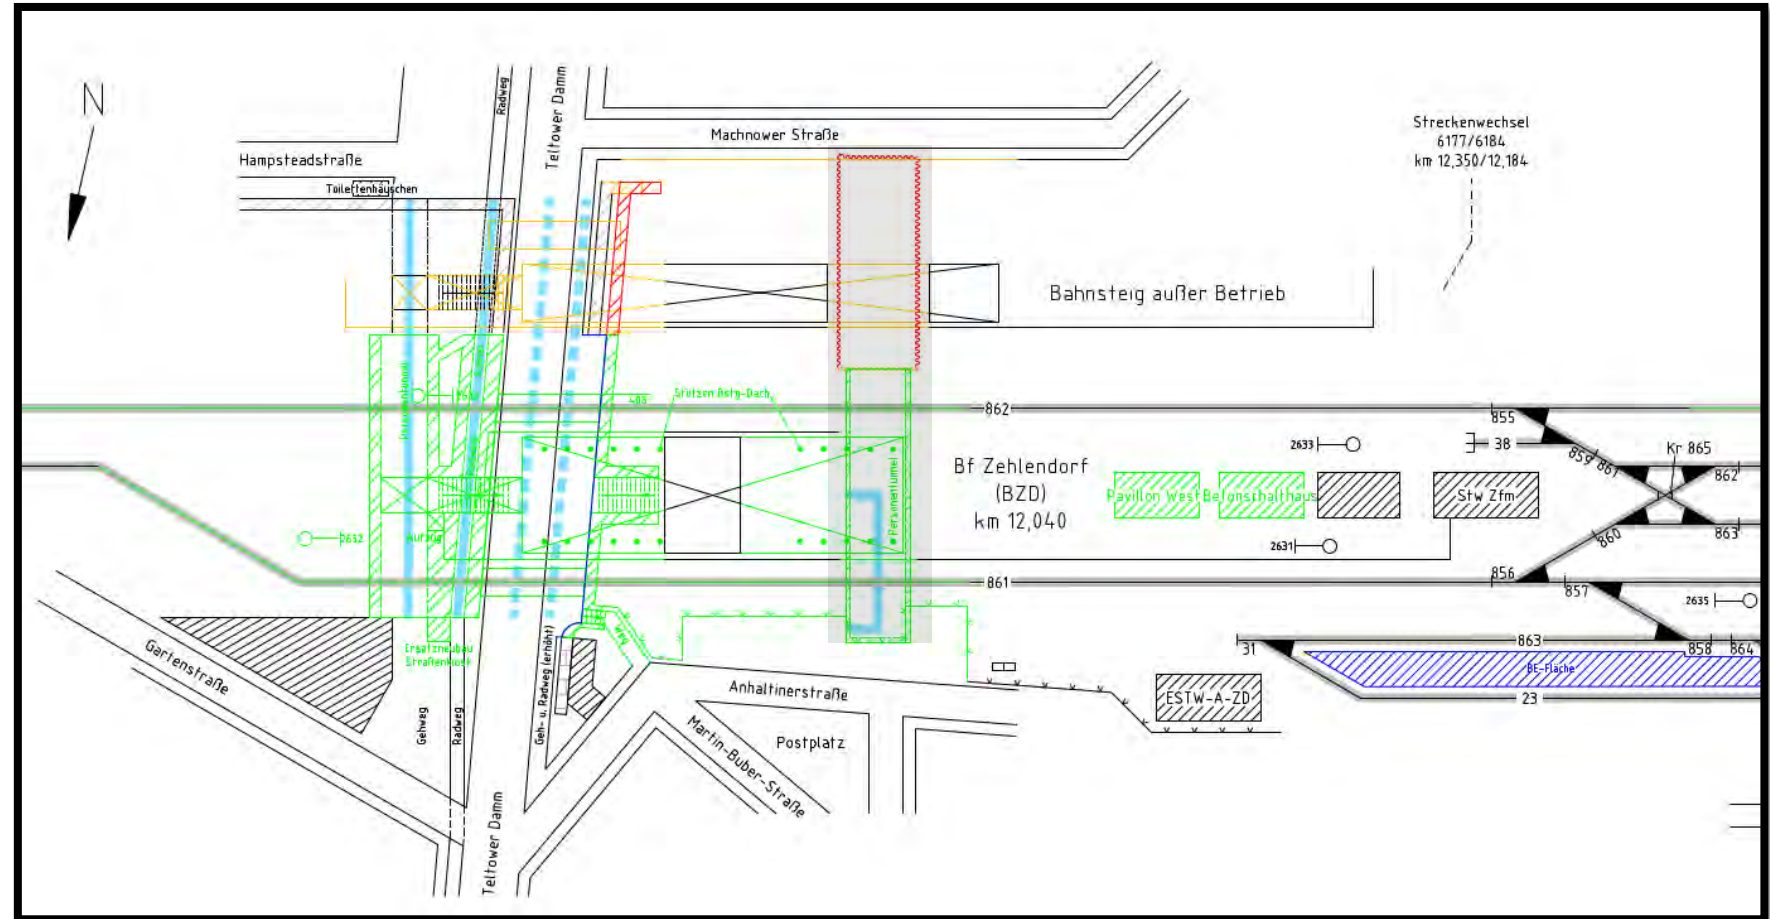 N
Radweg
Teltower Damm
Machnower Straße
Hampsteadstraße
Toilettenhäuschen
Streckenwechsel
6177/6184
km 12,350/12,184
Bahnsteig außer Betrieb
Stützen Bstg-Dach
862
855
2633
38
859
861
Kr 865
862
Bf Zehlendorf
(BZD)
km 12,040
Pavillon West
Betonschalthaus
Stw Zfm
Personentunnel
Personentunnel
2632
Aufzug
2631
863
860
861
856
857
2635
Weg
Ersatzneubau
Straßenkiosk
Gartenstraße
Geh- u. Radweg (erhöht)
31
863
858
864
BE-Fläche
23
Anhaltinerstraße
ESTW-A-ZD
Gehweg
Radweg
Postplatz
Martin-Buber-Straße
Teltower Damm